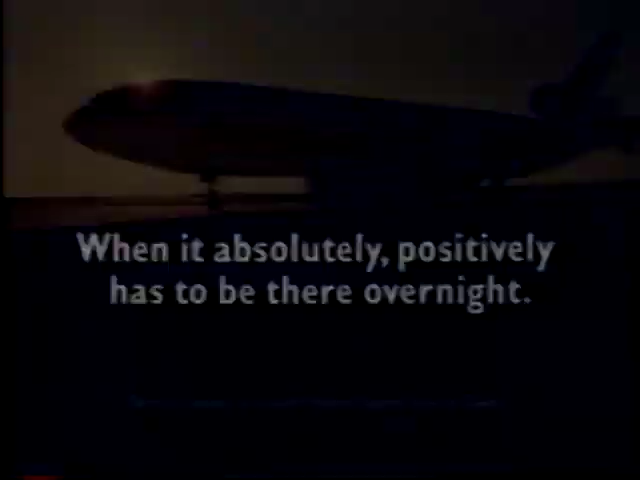 When it absolutely, positively
has to be there overnight.